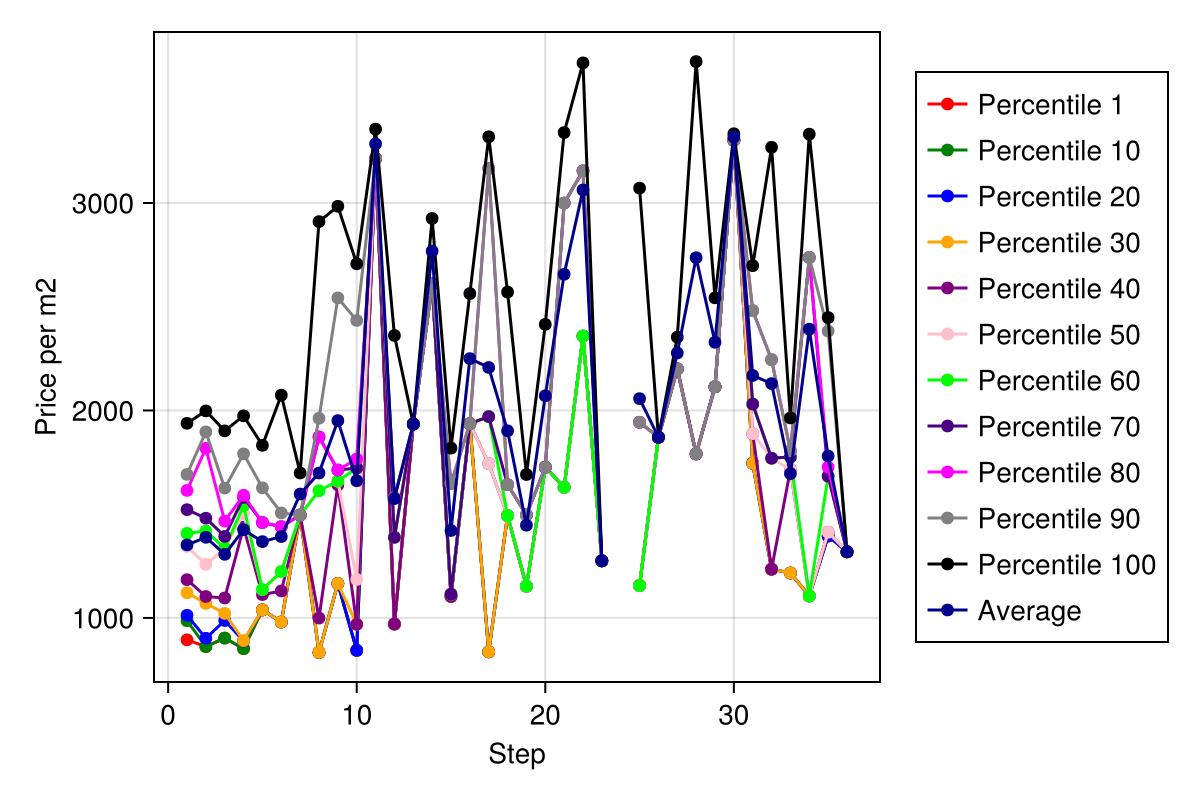 Price per m2
3000
2000
1000
0
10
20
30
Step
Percentile 1
Percentile 10
Percentile 20
Percentile 30
Percentile 40
Percentile 50
Percentile 60
Percentile 70
Percentile 80
Percentile 90
Percentile 100
Average